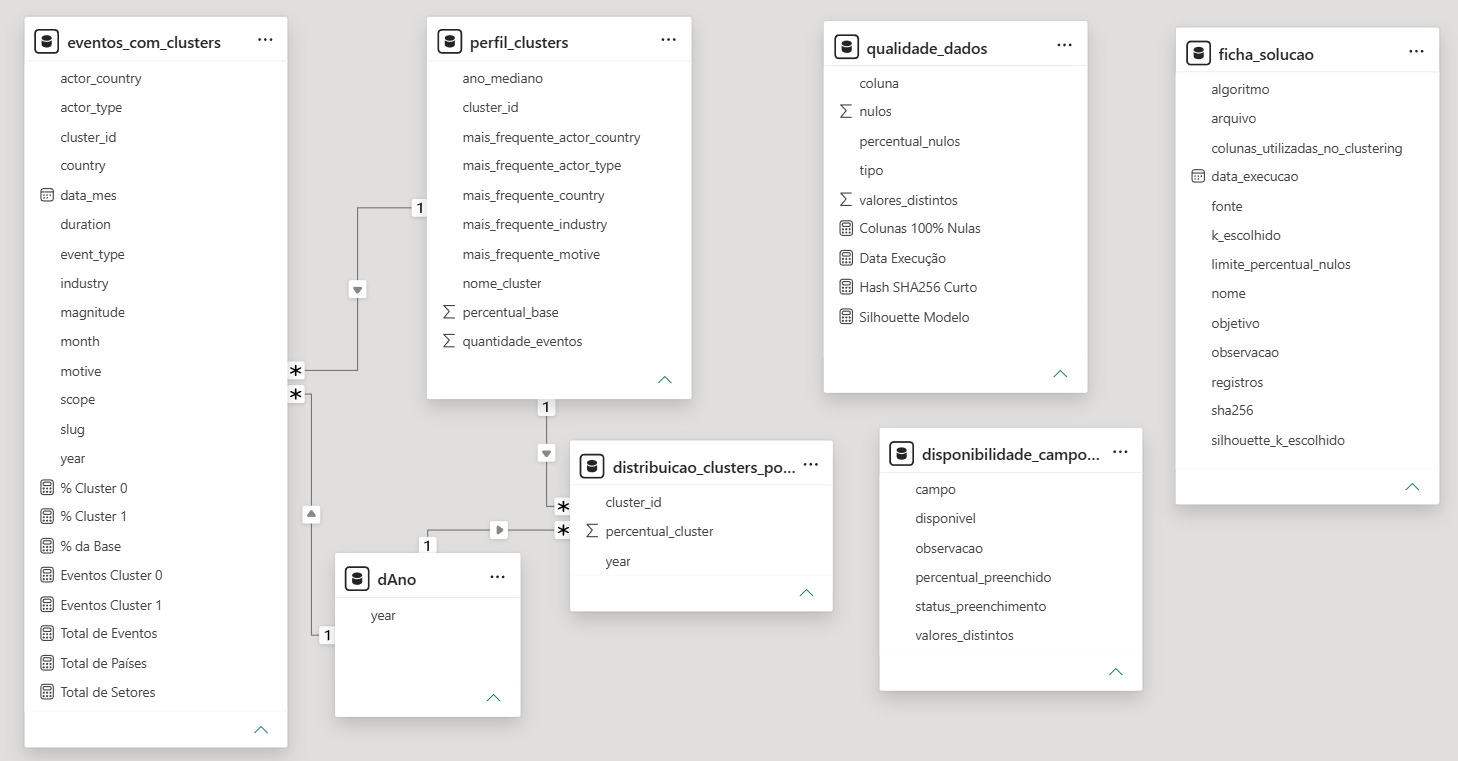 eventos_com_clusters
actor_country
actor_type
cluster_id
country
data_mes
duration
event_type
industry
magnitude
month
motive
scope
slug
year
% Cluster 0
% Cluster 1
% da Base
Eventos Cluster 0
Eventos Cluster 1
Total de Eventos
Total de Países
Total de Setores
perfil_clusters
ano_mediano
cluster_id
mais_frequente_actor_country
mais_frequente_actor_type
mais_frequente_country
mais_frequente_industry
mais_frequente_motive
nome_cluster
percentual_base
quantidade_eventos
1
*
*
1
1
1
*
*
dAno
year
distribuicao_clusters_po...
cluster_id
percentual_cluster
year
qualidade_dados
coluna
nulos
percentual_nulos
tipo
valores_distintos
Colunas 100% Nulas
Data Execução
Hash SHA256 Curto
Silhouette Modelo
disponibilidade_campo...
campo
disponivel
observacao
percentual_preenchido
status_preenchimento
valores_distintos
ficha_solucao
algoritmo
arquivo
colunas_utilizadas_no_clustering
data_execucao
fonte
k_escolhido
limite_percentual_nulos
nome
objetivo
observacao
registros
sha256
silhouette_k_escolhido